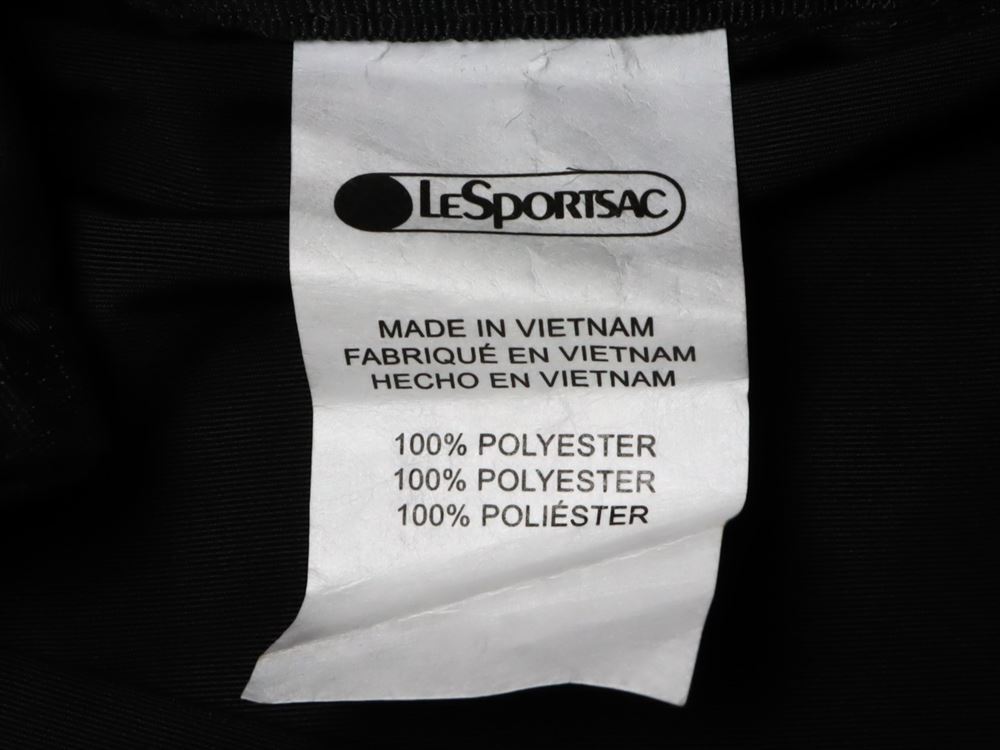 LESPORTSAC
MADE IN VIETNAM
FABRIQUÉ EN VIETNAM
HECHO EN VIETNAM
100% POLYESTER
100% POLYESTER
100% POLIÉSTER